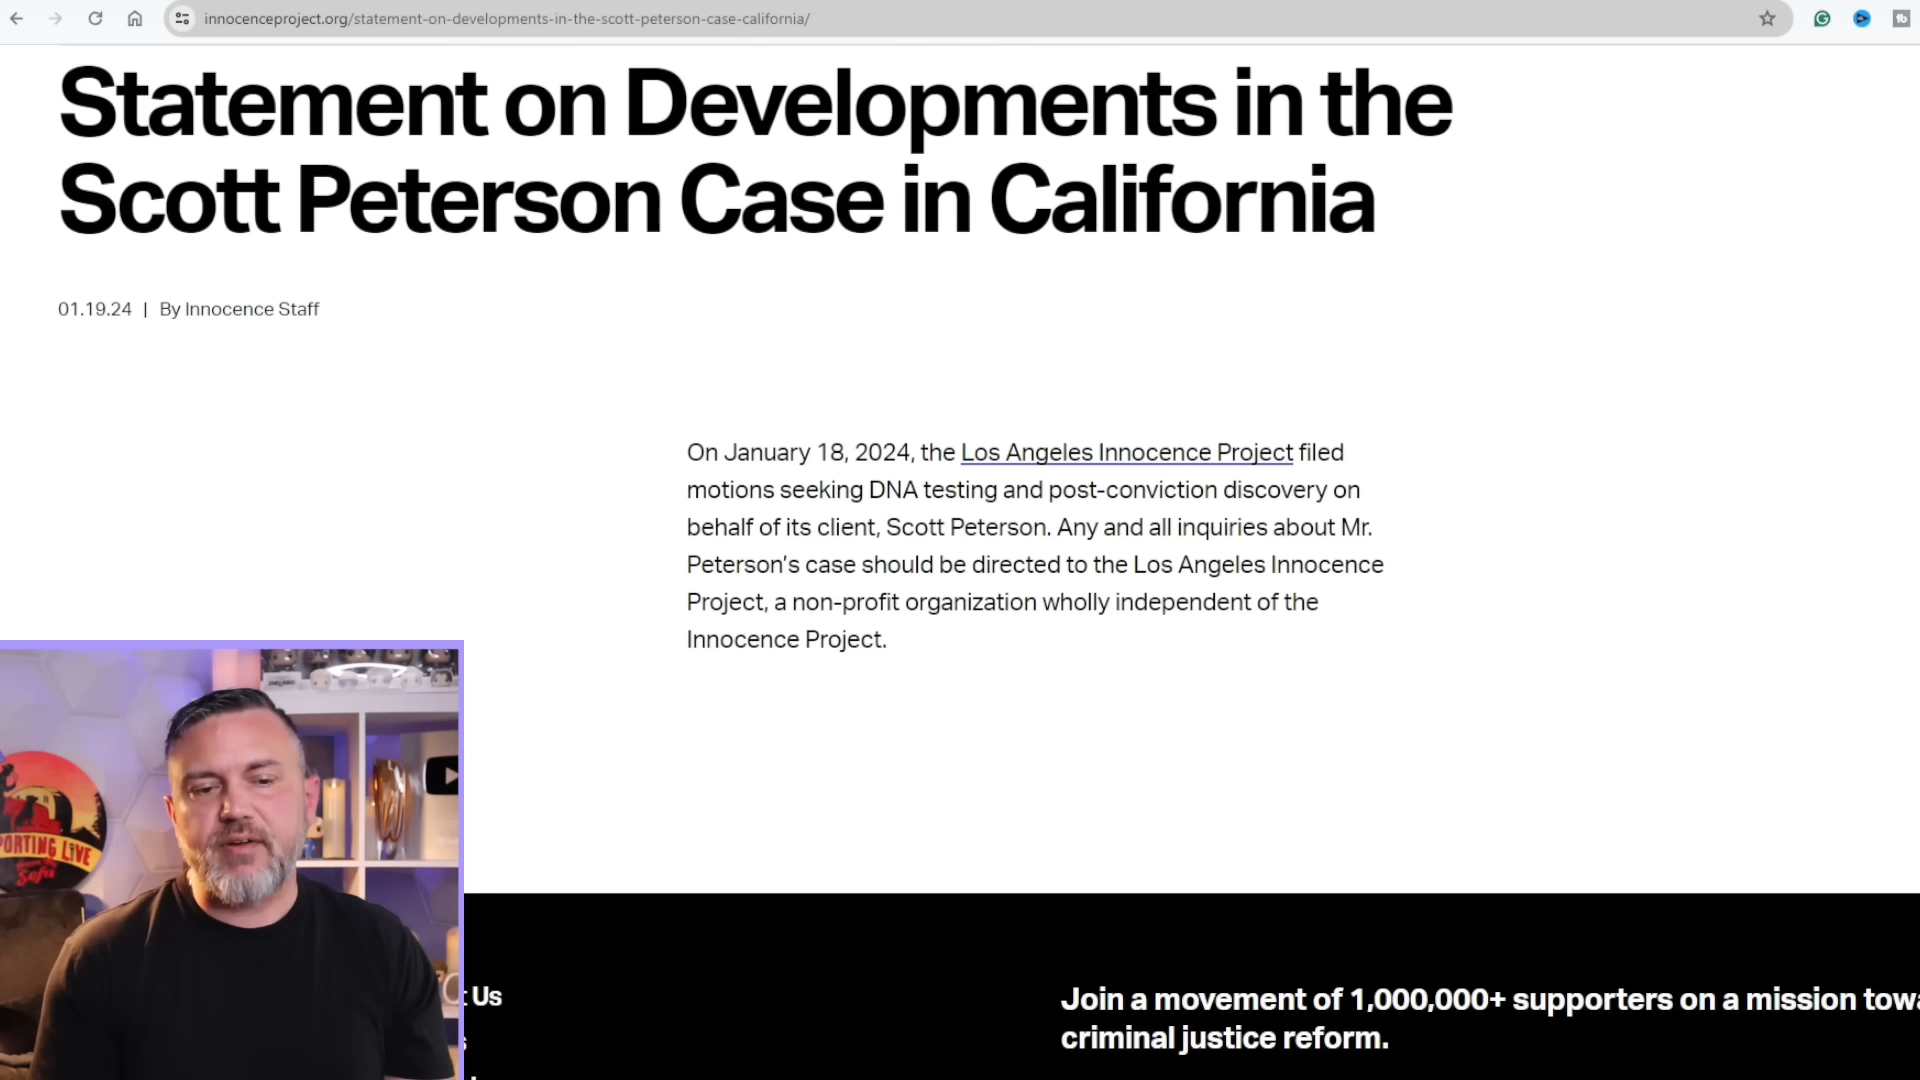 innocenceproject.org/statement-on-developments-in-the-scott-peterson-case-california/
Statement on Developments in the
Scott Peterson Case in California
01.19.24 | By Innocence Staff
On January 18, 2024, the Los Angeles Innocence Project filed
motions seeking DNA testing and post-conviction discovery on
behalf of its client, Scott Peterson. Any and all inquiries about Mr.
Peterson's case should be directed to the Los Angeles Innocence
Project, a non-profit organization wholly independent of the
Innocence Project.
PORTING LIVE
Sofa
t Us
Join a movement of 1,000,000+ supporters on a mission towa
criminal justice reform.